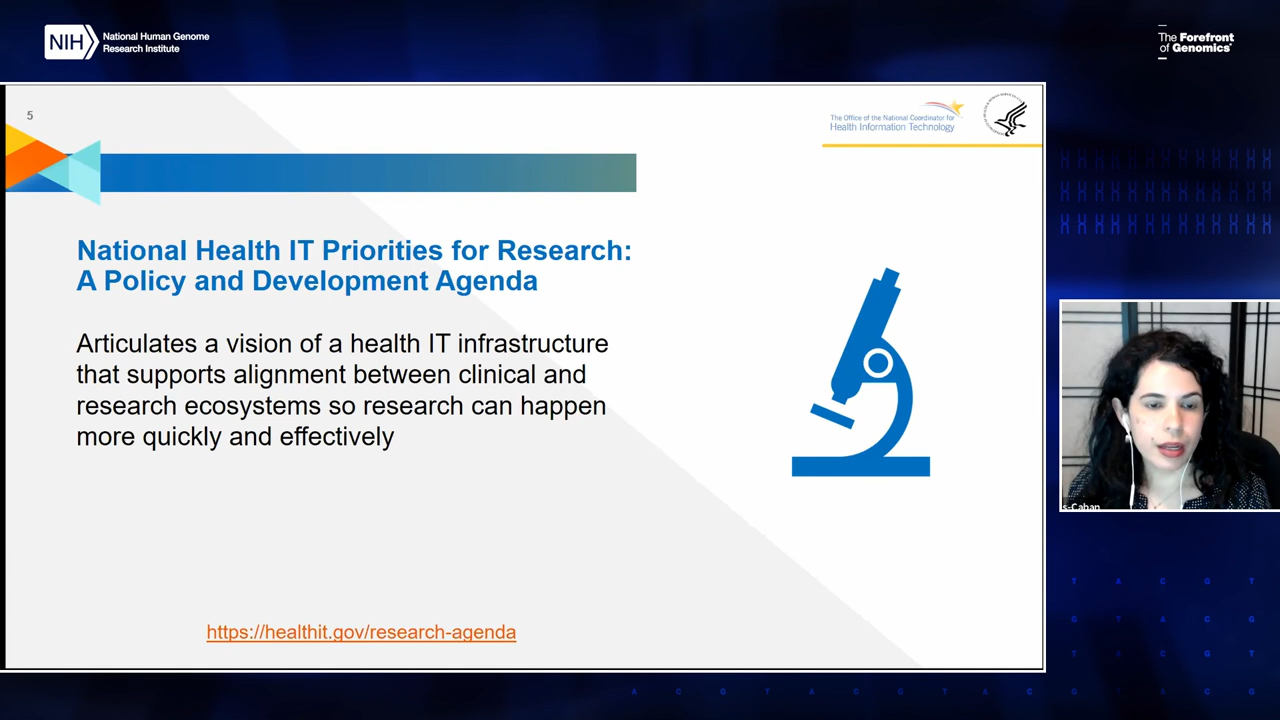 NIH
National Human Genome
Research Institute
The Forefront
of Genomics®
5
The Office of the National Coordinator for
Health Information Technology
National Health IT Priorities for Research:
A Policy and Development Agenda
Articulates a vision of a health IT infrastructure
that supports alignment between clinical and
research ecosystems so research can happen
more quickly and effectively
https://healthit.gov/research-agenda
s-Cahan
T A C G T
G T A C G
T A C G T
A C G T A C G T A C G T A C G T